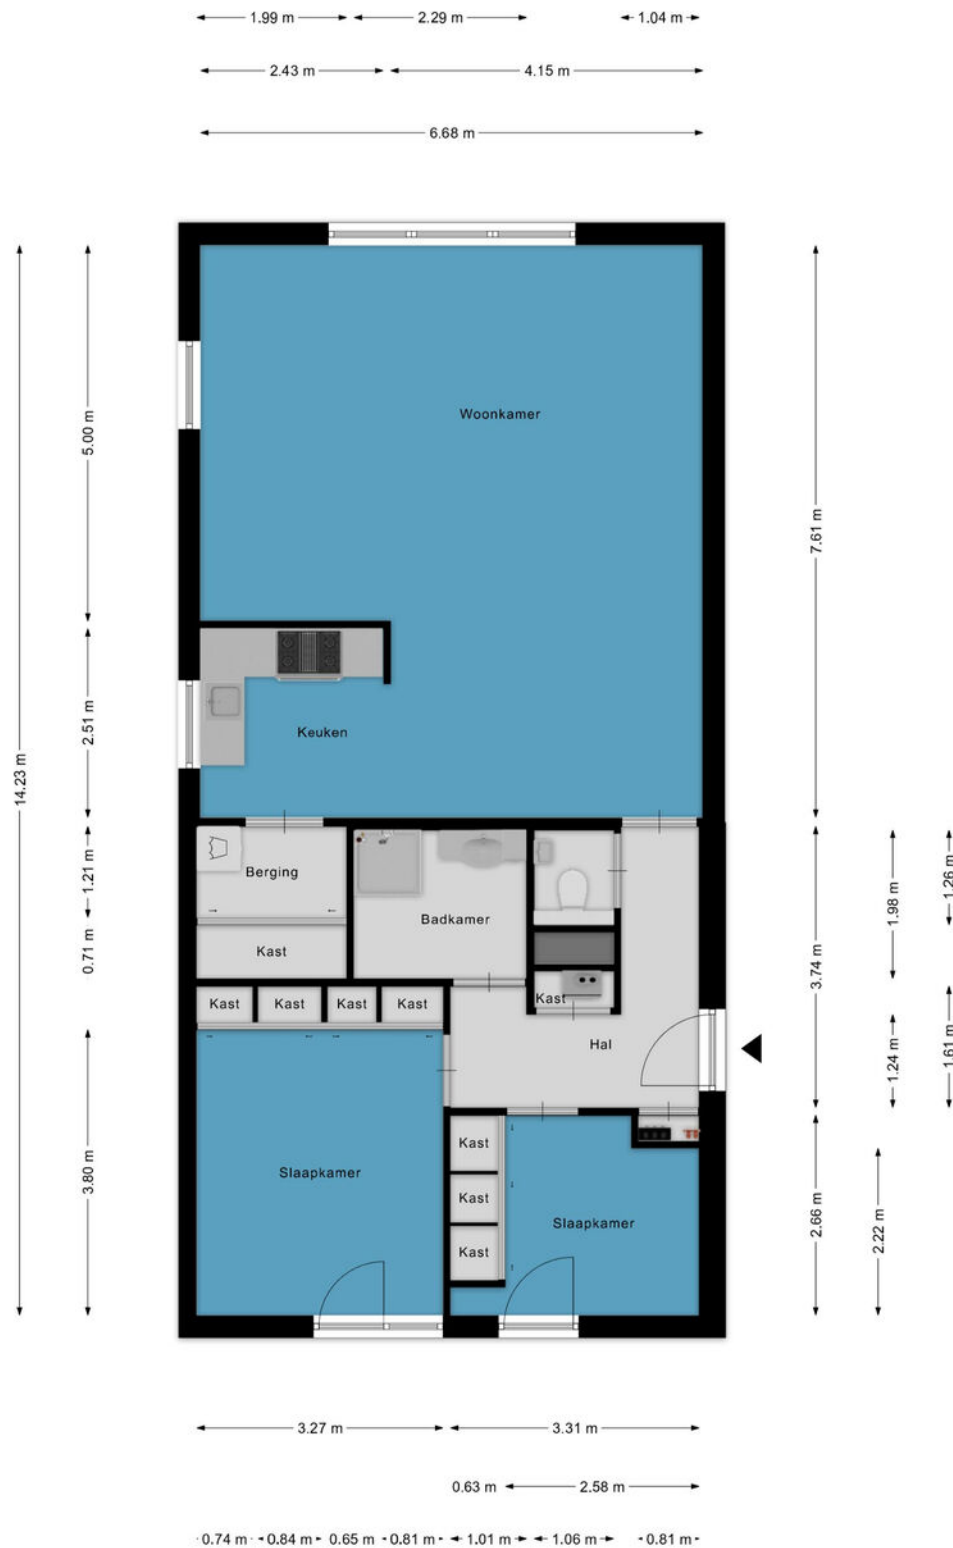 1.99 m
2.29 m
1.04 m
2.43 m
4.15 m
6.68 m
Woonkamer
5.00 m
7.61 m
Keuken
2.51 m
14.23 m
Berging
1.21 m
Badkamer
1.98 m
1.26 m
Kast
0.71 m
3.74 m
Kast
Kast
Kast
Kast
Kast
Hal
1.24 m
1.61 m
Kast
Slaapkamer
3.80 m
Kast
Slaapkamer
2.66 m
2.22 m
Kast
3.27 m
3.31 m
0.63 m
2.58 m
0.74 m
0.84 m
0.65 m
0.81 m
1.01 m
1.06 m
0.81 m